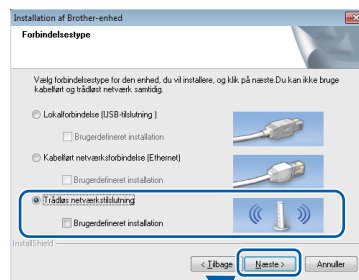 Installation af Brother-enhed
Forbindelsestype
Vælg forbindelsestype for den enhed, du vil installere, og klik på næste.Du kan ikke bruge
kabelført og trådløst netværk samtidig.
Lokalforbindelse (USB-tilslutning )
Brugerdefineret installation
Kabelført netværksforbindelse (Ethernet)
Brugerdefineret installation
Trådløs netværkstilslutning
Brugerdefineret installation
InstallShield
< Tilbage
Næste >
Annuller